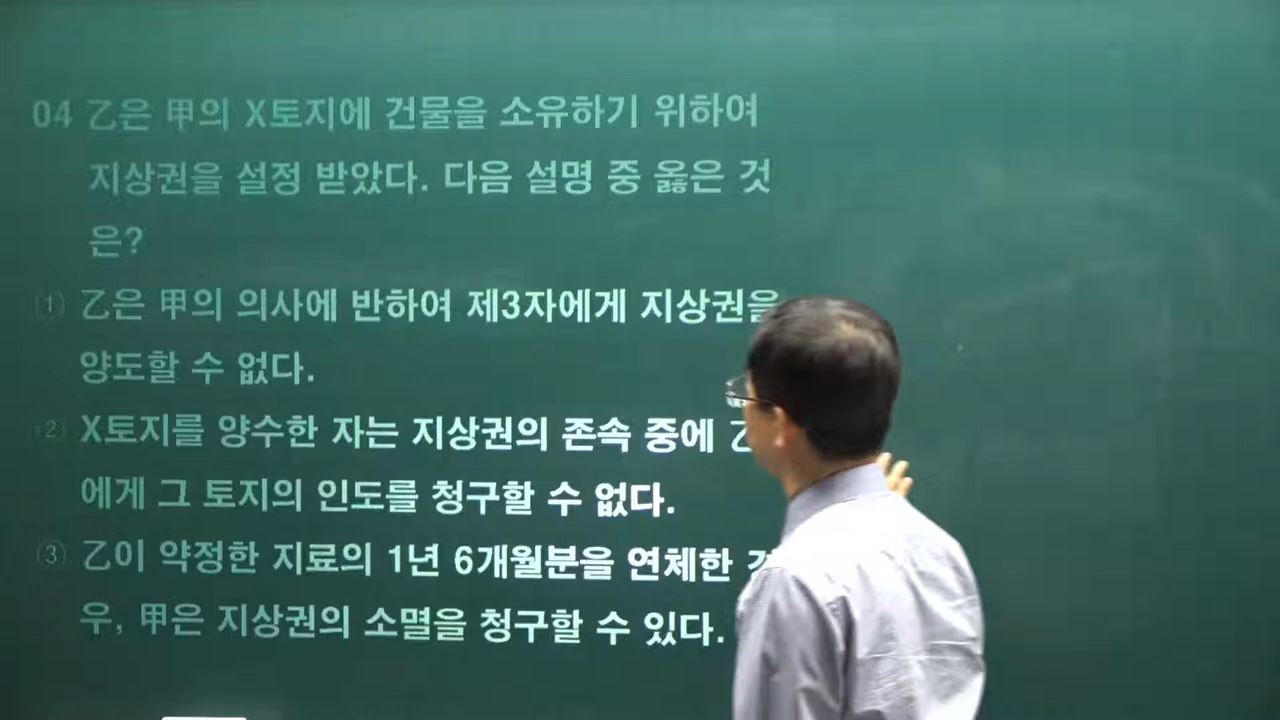 04 乙은 甲의 X토지에 건물을 소유하기 위하여
지상권을 설정 받았다. 다음 설명 중 옳은 것
은?
① 乙은 甲의 의사에 반하여 제3자에게 지상권을
양도할 수 없다.
② X토지를 양수한 자는 지상권의 존속 중에 乙
에게 그 토지의 인도를 청구할 수 없다.
③ 乙이 약정한 지료의 1년 6개월분을 연체한
우, 甲은 지상권의 소멸을 청구할 수 있다.